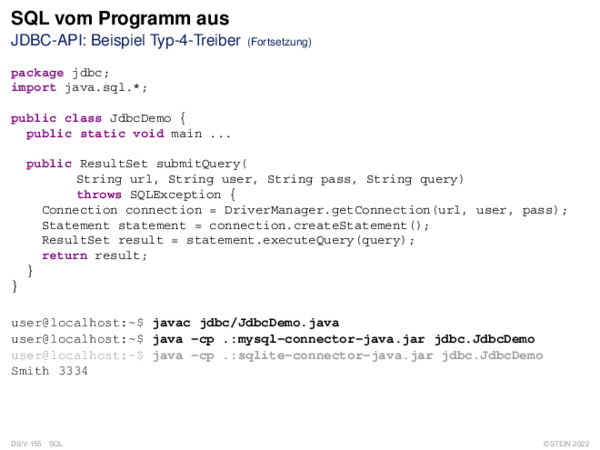 SQL vom Programm aus
JDBC-API: Beispiel Typ-4-Treiber (Fortsetzung)
package jdbc;
import java.sql.*;
public class JdbcDemo {
public static void main ...
public ResultSet submitQuery(
String url, String user, String pass, String query)
throws SQLException {
Connection connection = DriverManager.getConnection(url, user, pass);
Statement statement = connection.createStatement();
ResultSet result = statement.executeQuery(query);
return result;
}
}
user@localhost:~$ javac jdbc/JdbcDemo.java
user@localhost:~$ java -cp .:mysql-connector-java.jar jdbc.JdbcDemo
user@localhost:~$ java -cp .:sqlite-connector-java.jar jdbc.JdbcDemo
Smith 3334
DB:V-155 SQL ©STEIN 2022